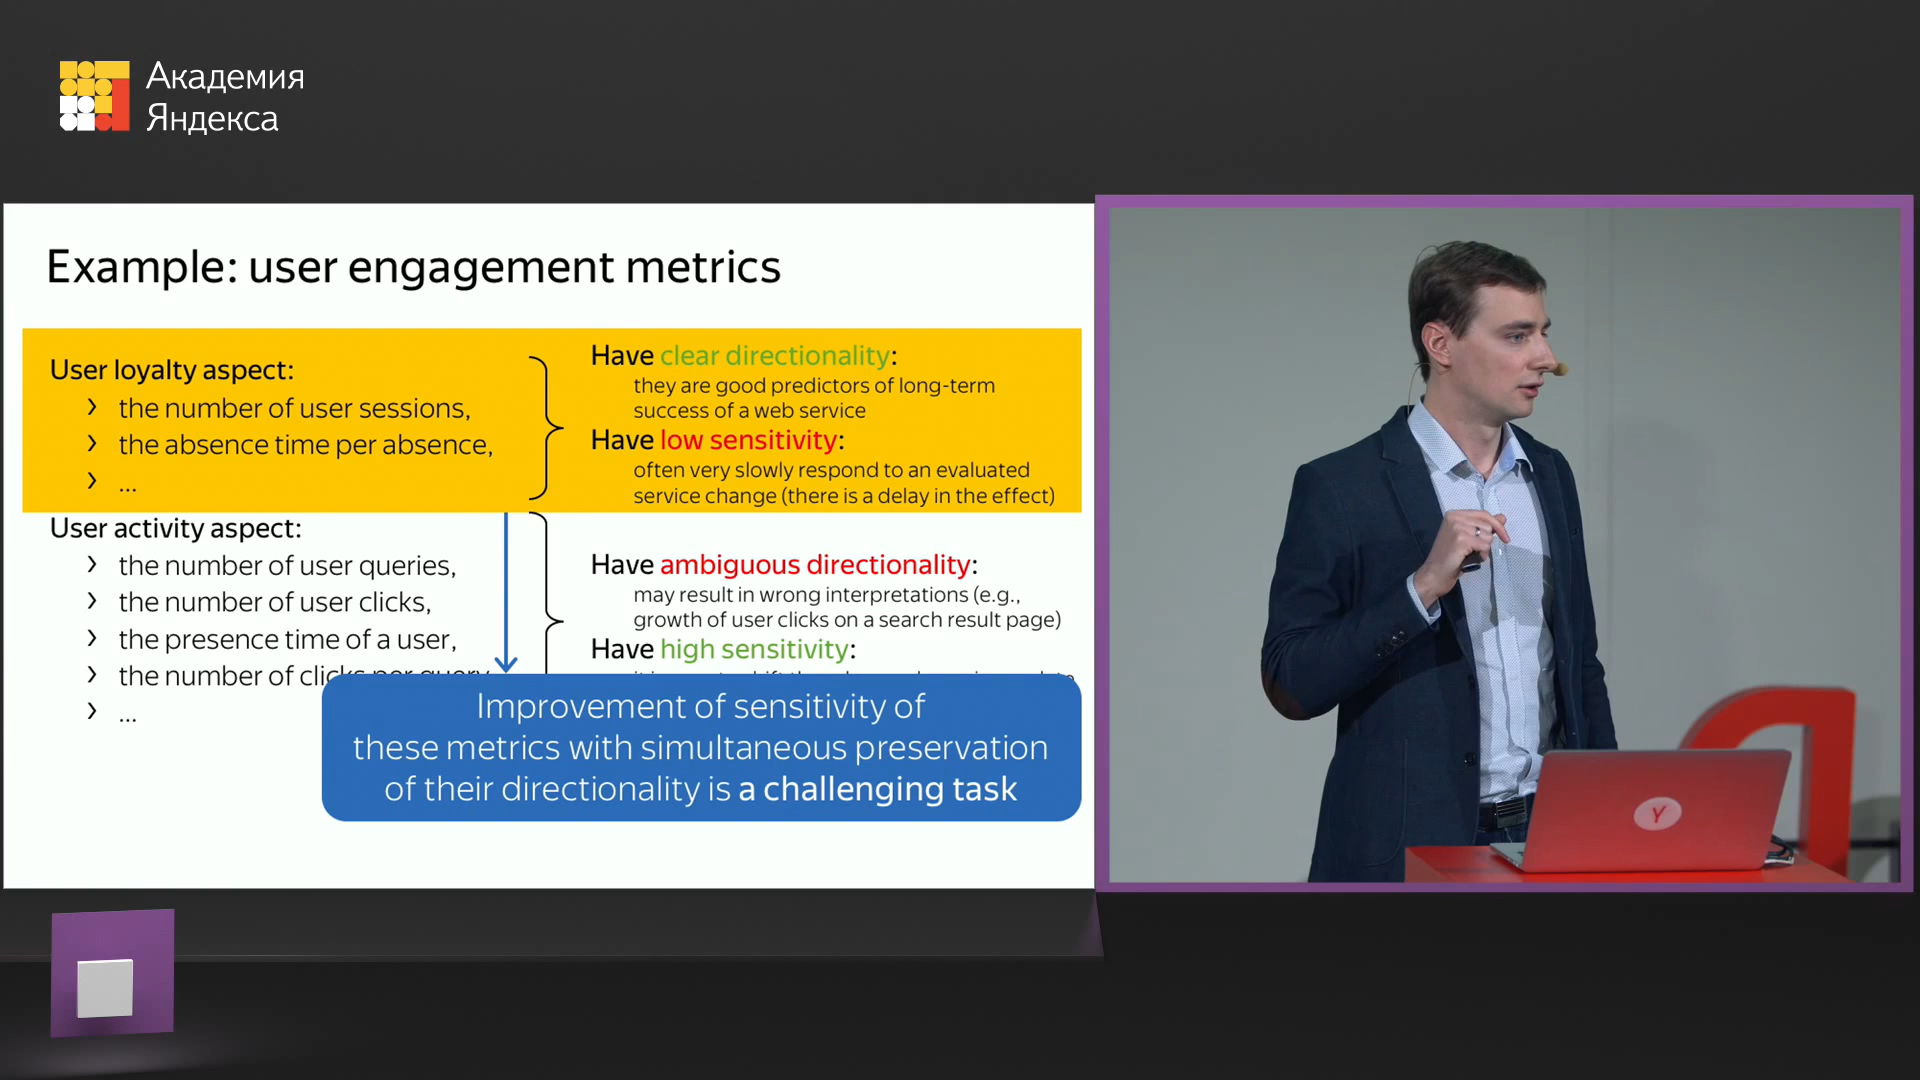 Академия
Яндекса
Example: user engagement metrics
User loyalty aspect:
› the number of user sessions,
› the absence time per absence,
› ...
Have clear directionality:
they are good predictors of long-term
success of a web service
Have low sensitivity:
often very slowly respond to an evaluated
service change (there is a delay in the effect)
User activity aspect:
› the number of user queries,
› the number of user clicks,
› the presence time of a user,
› the number of clicks per query
› ...
Have ambiguous directionality:
may result in wrong interpretations (e.g.,
growth of user clicks on a search result page)
Have high sensitivity:
Improvement of sensitivity of
these metrics with simultaneous preservation
of their directionality is a challenging task
Y
Я